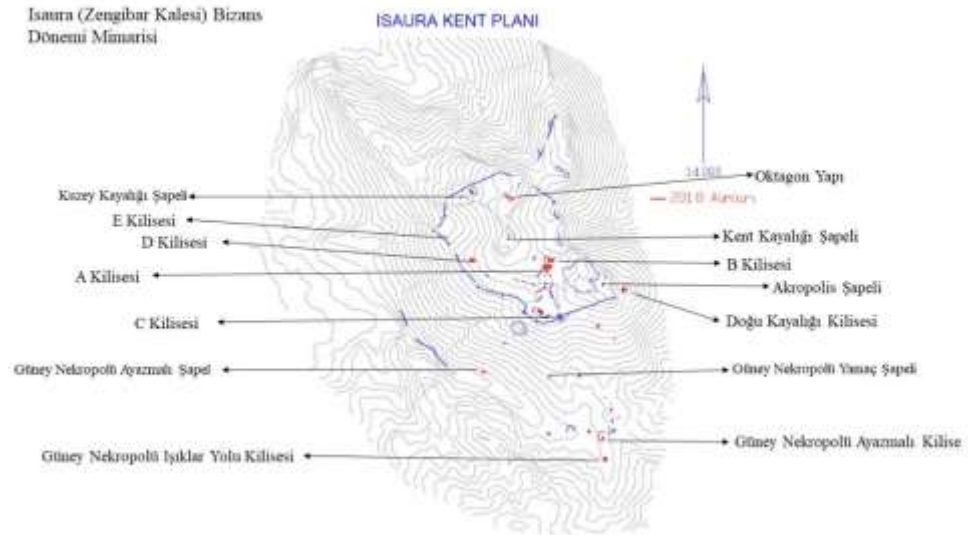 Isaura (Zengibar Kalesi) Bizans
Dönemi Mimarisi
ISAURA KENT PLANI
Oktagon Yapı
Kuzey Kayalığı Şapeli
E Kilisesi
D Kilisesi
Kent Kayalığı Şapeli
B Kilisesi
A Kilisesi
Akropolis Şapeli
C Kilisesi
Doğu Kayalığı Kilisesi
Güney Nekropolü Ayazmalı Şapel
Güney Nekropolü Yamaç Şapeli
Güney Nekropolü Ayazmalı Kilise
Güney Nekropolü Işıklar Yolu Kilisesi